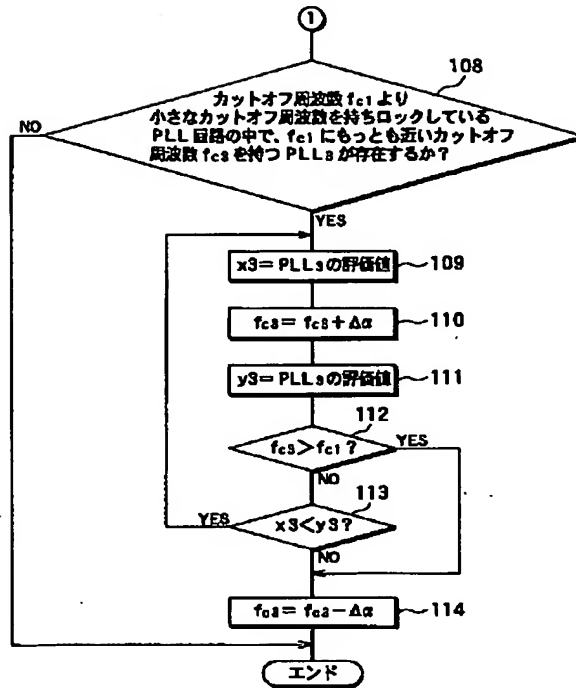 1
108
カットオフ周波数 fc1 より
小さなカットオフ周波数を持ちロックしている
PLL 回路の中で、fc1 にもっとも近いカットオフ
周波数 fc3 を持つ PLL3 が存在するか？
NO
YES
x3＝PLL3の評価値
109
fc3＝ fc3＋Δα
110
y3＝PLL3の評価値
111
112
fc3＞fc1？
YES
NO
113
YES
x3＜y3？
NO
fc3＝ fc3－Δα
114
エンド